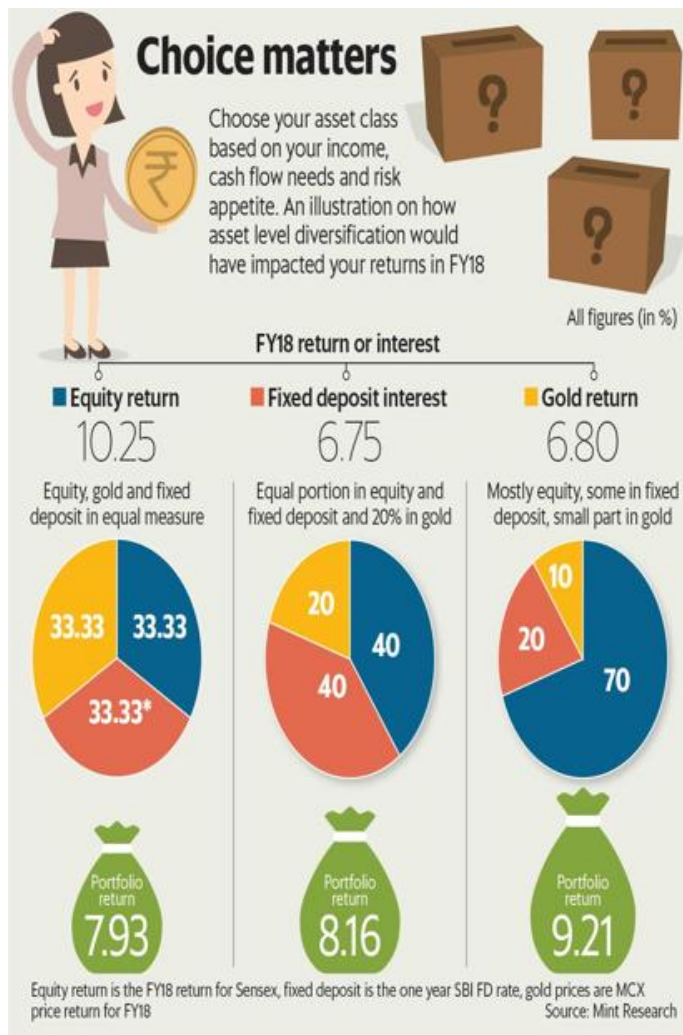 Choice matters
Choose your asset class
based on your income,
cash flow needs and risk
appetite. An illustration on how
asset level diversification would
have impacted your returns in FY18
?
?
?
₹
All figures (in %)
FY18 return or interest
Equity return
10.25
Fixed deposit interest
6.75
Gold return
6.80
Equity, gold and fixed
deposit in equal measure
33.33
33.33
33.33*
Portfolio
return
7.93
Equal portion in equity and
fixed deposit and 20% in gold
20
40
40
Portfolio
return
8.16
Mostly equity, some in fixed
deposit, small part in gold
10
20
70
Portfolio
return
9.21
Equity return is the FY18 return for Sensex, fixed deposit is the one year SBI FD rate, gold prices are MCX
price return for FY18
Source: Mint Research